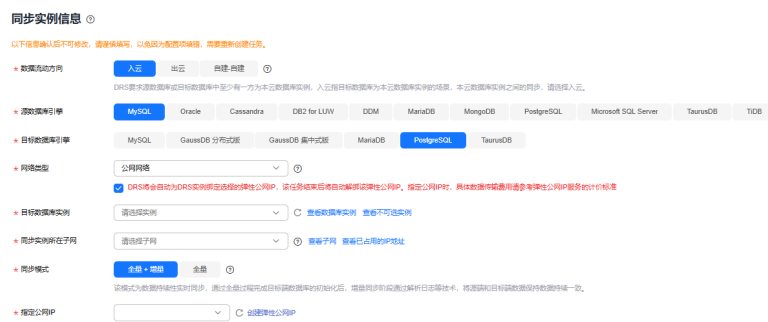 同步实例信息
以下信息确认后不可修改，请谨慎填写，以免因为配置项填错，需要重新创建任务。
* 数据流动方向 入云 出云 自建-自建
DRS要求源数据库或目标数据库中至少有一方为本云数据库实例，入云指目标数据库为本云数据库实例的场景，本云数据库实例之间的同步，请选择入云。
* 源数据库引擎 MySQL Oracle Cassandra DB2 for LUW DDM MariaDB MongoDB PostgreSQL Microsoft SQL Server TaurusDB TiDB
* 目标数据库引擎 MySQL GaussDB 分布式版 GaussDB 集中式版 MariaDB PostgreSQL TaurusDB
* 网络类型 公网网络
DRS将会自动为DRS实例绑定选择的弹性公网IP，该任务结束后将自动解绑该弹性公网IP。指定公网IP时，具体数据传输费用请参考弹性公网IP服务的计价标准
* 目标数据库实例 请选择实例 查看数据库实例 查看不可选实例
* 同步实例所在子网 请选择子网 查看子网 查看已占用的IP地址
* 同步模式 全量+增量 全量
该模式为数据持续性实时同步，通过全量过程完成目标端数据库的初始化后，增量同步阶段通过解析日志等技术，将源端和目标端数据保持数据持续一致。
* 指定公网IP 创建弹性公网IP